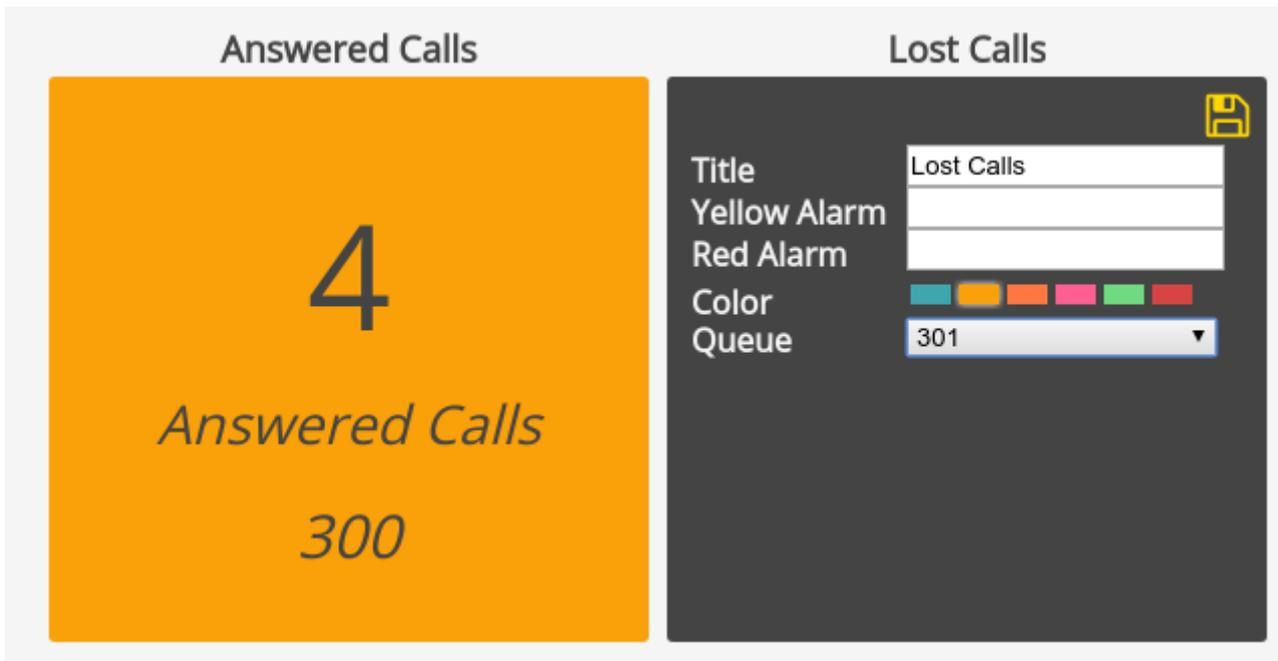 Answered Calls
4
Answered Calls
300
Lost Calls
Title Lost Calls
Yellow Alarm
Red Alarm
Color
Queue 301